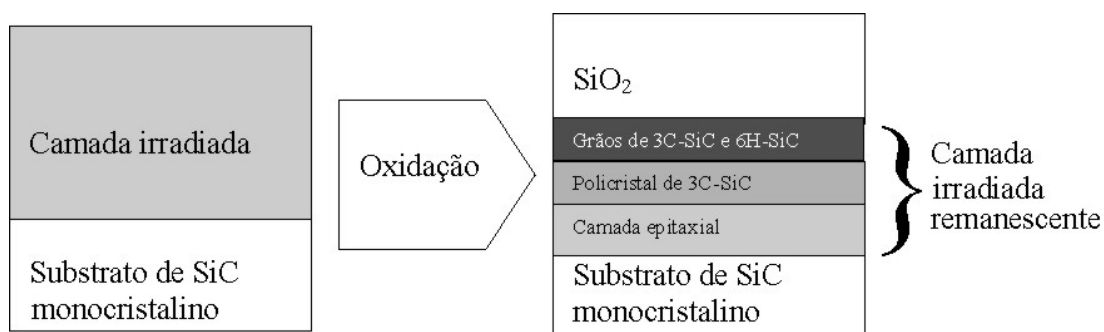 Camada irradiada
Substrato de SiC
monocristalino
Oxidação
SiO₂
Grãos de 3C-SiC e 6H-SiC
Policristal de 3C-SiC
Camada epitaxial
Substrato de SiC
monocristalino
Camada
irradiada
remanescente